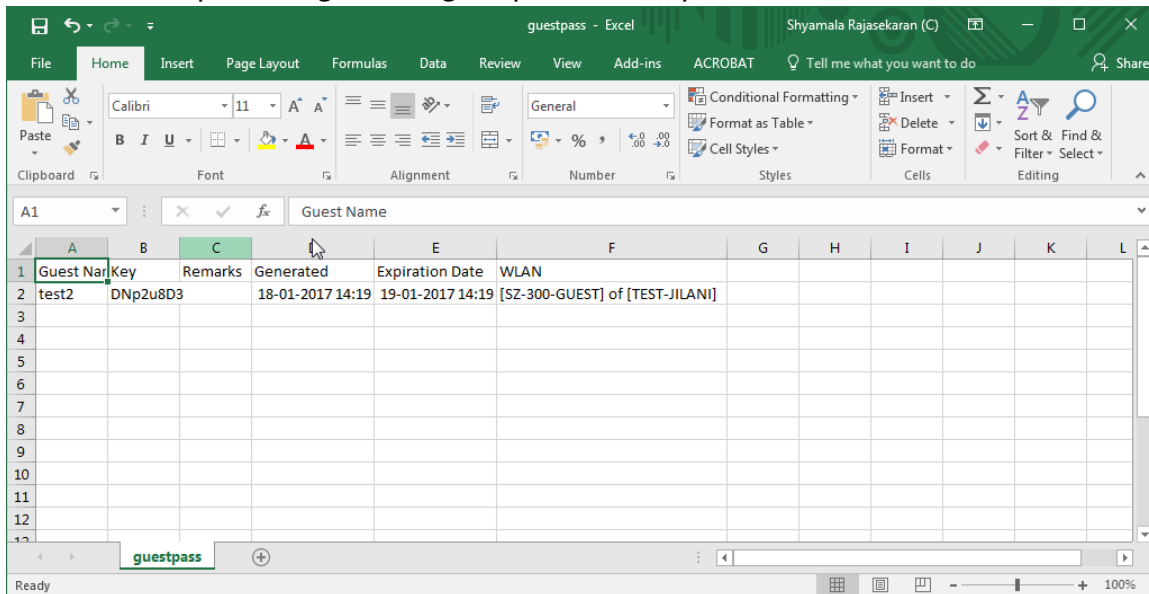 guestpass - Excel Shyamala Rajasekaran (C)
File Home Insert Page Layout Formulas Data Review View Add-ins ACROBAT Tell me what you want to do Share
Calibri 11 A A General Conditional Formatting Insert Σ
Paste B I U A % , .0 .00 Format as Table Delete Sort & Find &
Cell Styles Format Filter Select
Clipboard Font Alignment Number Styles Cells Editing
A1 fx Guest Name
A B C E F G H I J K L
1 Guest Nar Key Remarks Generated Expiration Date WLAN
2 test2 DNp2u8D3 18-01-2017 14:19 19-01-2017 14:19 [SZ-300-GUEST] of [TEST-JILANI]
3
4
5
6
7
8
9
10
11
12
guestpass
Ready 100%